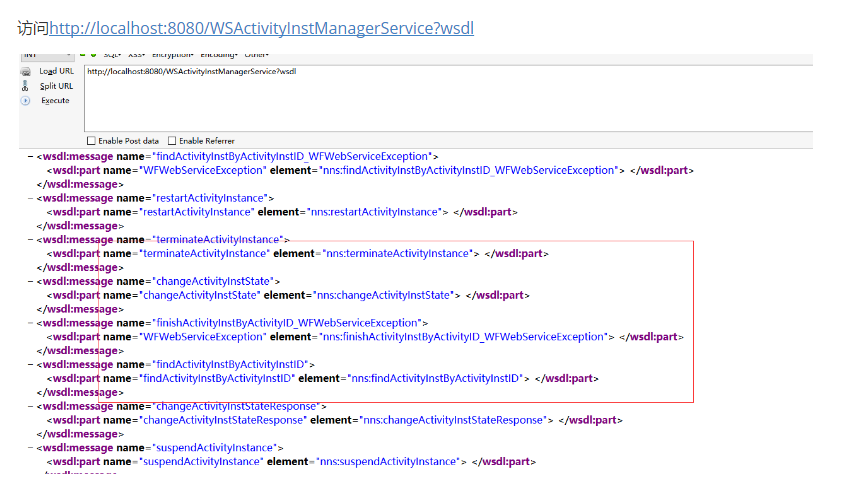 访问http://localhost:8080/WSActivityInstManagerService?wsdl
INT SQL XSS Encryption Encoding Other
Load URL http://localhost:8080/WSActivityInstManagerService?wsdl
Split URL
Execute
Enable Post data Enable Referrer
− <wsdl:message name="findActivityInstByActivityInstID_WFWebServiceException">
<wsdl:part name="WFWebServiceException" element="nns:findActivityInstByActivityInstID_WFWebServiceException"> </wsdl:part>
</wsdl:message>
− <wsdl:message name="restartActivityInstance">
<wsdl:part name="restartActivityInstance" element="nns:restartActivityInstance"> </wsdl:part>
</wsdl:message>
− <wsdl:message name="terminateActivityInstance">
<wsdl:part name="terminateActivityInstance" element="nns:terminateActivityInstance"> </wsdl:part>
</wsdl:message>
− <wsdl:message name="changeActivityInstState">
<wsdl:part name="changeActivityInstState" element="nns:changeActivityInstState"> </wsdl:part>
</wsdl:message>
− <wsdl:message name="finishActivityInstByActivityID_WFWebServiceException">
<wsdl:part name="WFWebServiceException" element="nns:finishActivityInstByActivityID_WFWebServiceException"> </wsdl:part>
</wsdl:message>
− <wsdl:message name="findActivityInstByActivityInstID">
<wsdl:part name="findActivityInstByActivityInstID" element="nns:findActivityInstByActivityInstID"> </wsdl:part>
</wsdl:message>
− <wsdl:message name="changeActivityInstStateResponse">
<wsdl:part name="changeActivityInstStateResponse" element="nns:changeActivityInstStateResponse"> </wsdl:part>
</wsdl:message>
− <wsdl:message name="suspendActivityInstance">
<wsdl:part name="suspendActivityInstance" element="nns:suspendActivityInstance"> </wsdl:part>
</wsdl:message>